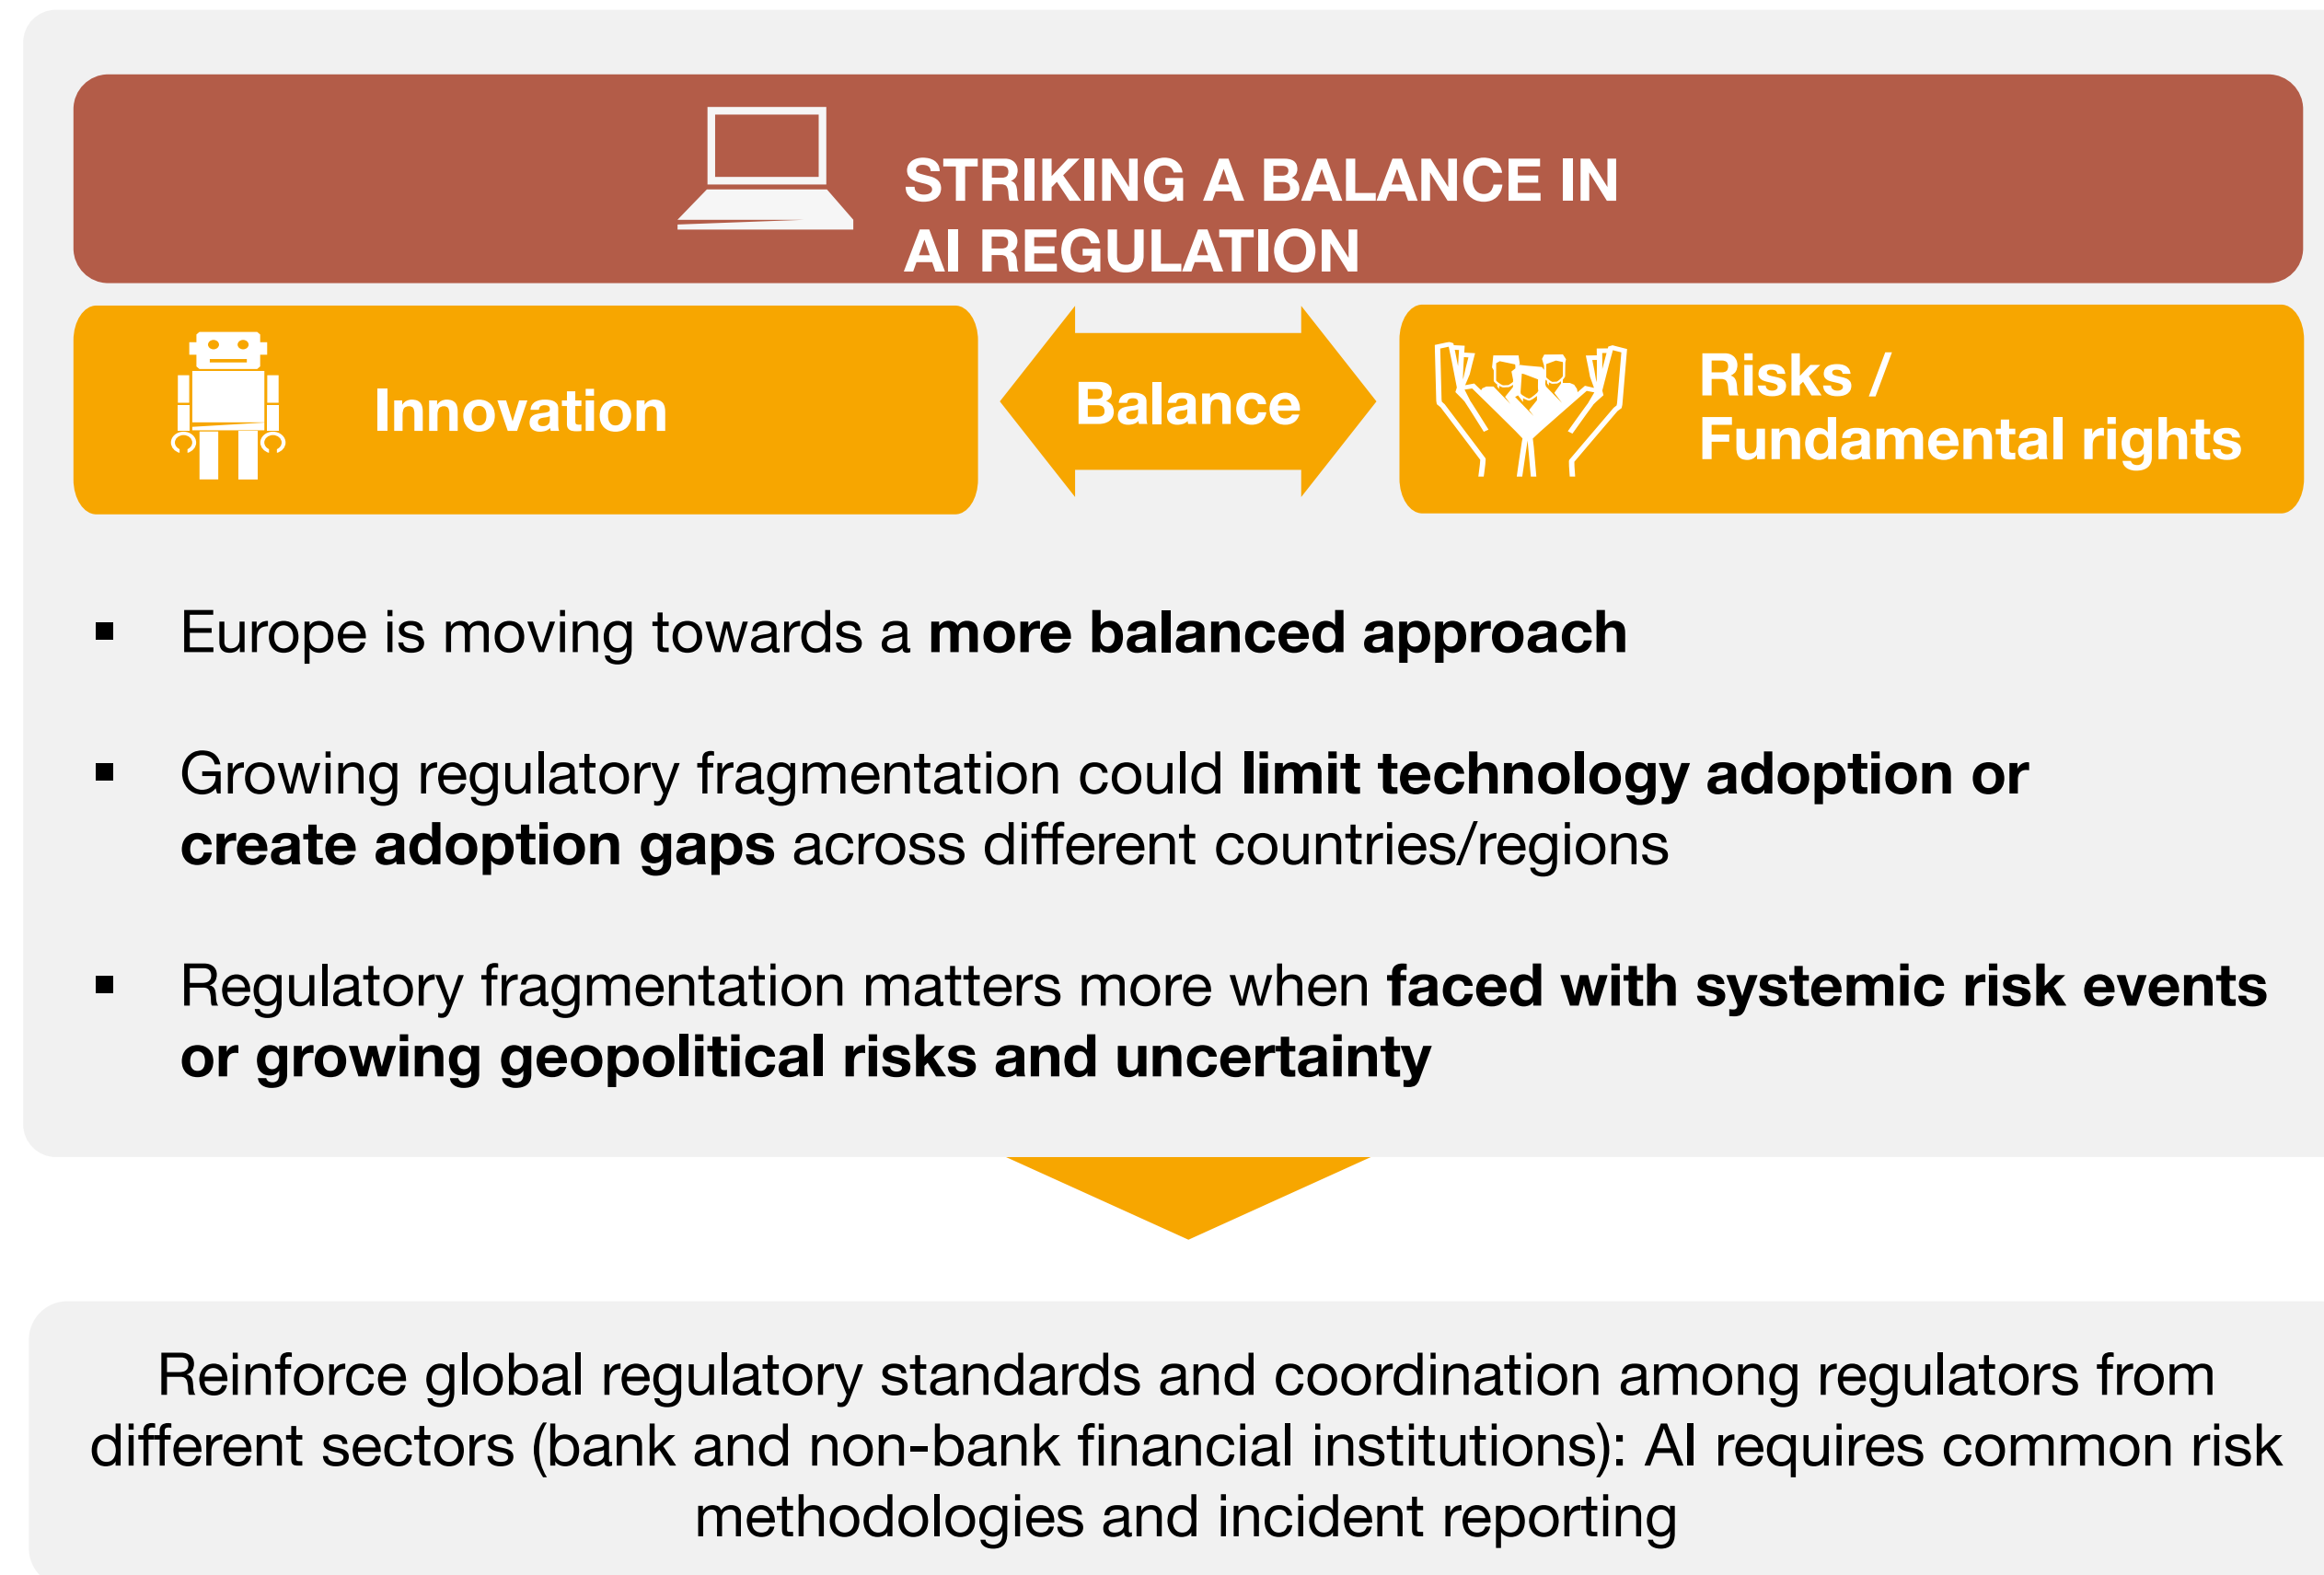 STRIKING A BALANCE IN
AI REGULATION
Innovation
Balance
Risks /
Fundamental rights
▪ Europe is moving towards a more balanced approach
▪ Growing regulatory fragmentation could limit technology adoption or
create adoption gaps across different countries/regions
▪ Regulatory fragmentation matters more when faced with systemic risk events
or growing geopolitical risks and uncertainty
Reinforce global regulatory standards and coordination among regulators from
different sectors (bank and non-bank financial institutions): AI requires common risk
methodologies and incident reporting